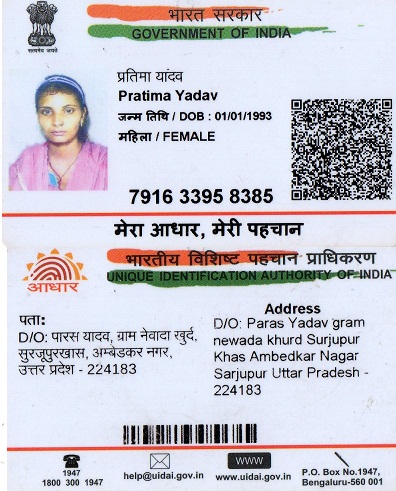 भारत सरकार
GOVERNMENT OF INDIA
सत्यमेव जयते
प्रतिमा यादव
Pratima Yadav
जन्म तिथि / DOB : 01/01/1993
महिला / FEMALE
7916 3395 8385
मेरा आधार, मेरी पहचान
भारतीय विशिष्ट पहचान प्राधिकरण
UNIQUE IDENTIFICATION AUTHORITY OF INDIA
आधार
पता:
D/O: पारस यादव, ग्राम नेवादा खुर्द,
सुरजूपुरखास, अम्बेडकर नगर,
उत्तर प्रदेश - 224183
Address
D/O: Paras Yadav gram
newada khurd Surjupur
Khas Ambedkar Nagar
Sarjupur Uttar Pradesh -
224183
1947
1800 300 1947
help@uidai.gov.in
www
www.uidai.gov.in
P.O. Box No.1947,
Bengaluru-560 001